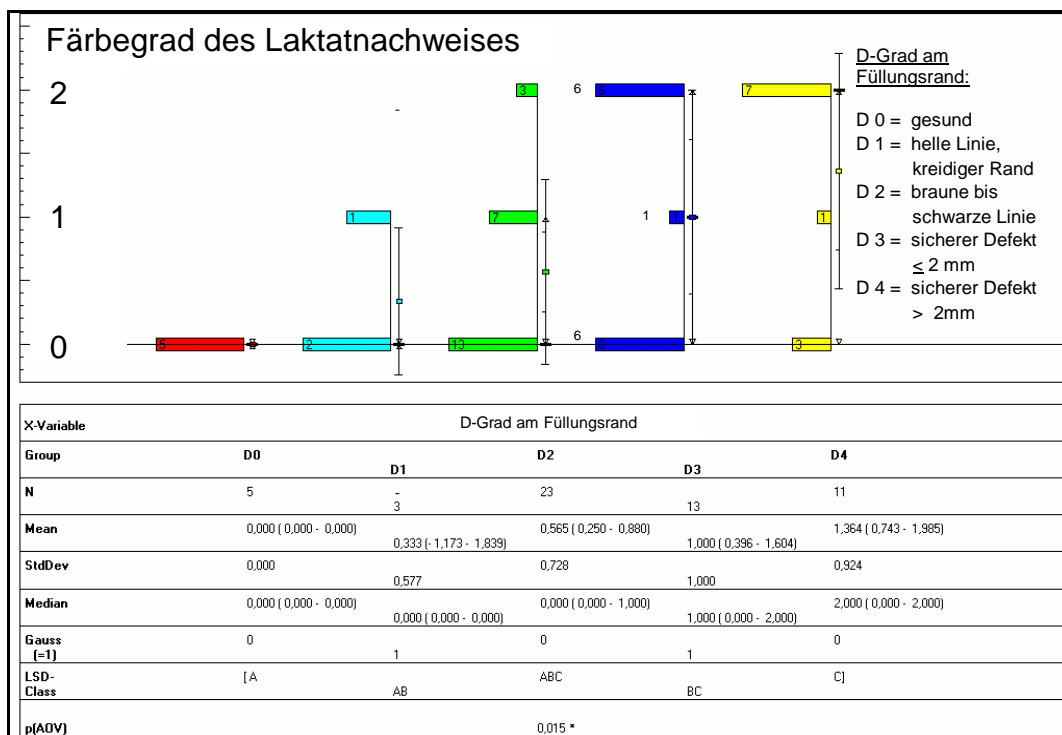 Färbegrad des Laktatnachweises
D-Grad am
Füllungsrand:
D 0 = gesund
D 1 = helle Linie,
kreidiger Rand
D 2 = braune bis
schwarze Linie
D 3 = sicherer Defekt
≤ 2 mm
D 4 = sicherer Defekt
> 2mm
2
3
6
6
7
1
1
7
1
1
1
0
5
2
13
6
6
3
X-Variable D-Grad am Füllungsrand
Group D0 D1 D2 D3 D4
N 5 3 23 13 11
Mean 0,000 ( 0,000 - 0,000) 0,333 (- 1,173 - 1,839) 0,565 ( 0,250 - 0,880) 1,000 ( 0,396 - 1,604) 1,364 ( 0,743 - 1,985)
StdDev 0,000 0,577 0,728 1,000 0,924
Median 0,000 ( 0,000 - 0,000) 0,000 ( 0,000 - 0,000) 0,000 ( 0,000 - 1,000) 1,000 ( 0,000 - 2,000) 2,000 ( 0,000 - 2,000)
Gauss
(=1) 0 1 0 1 0
LSD-
Class [ A AB ABC BC C]
p(AOV) 0,015 *